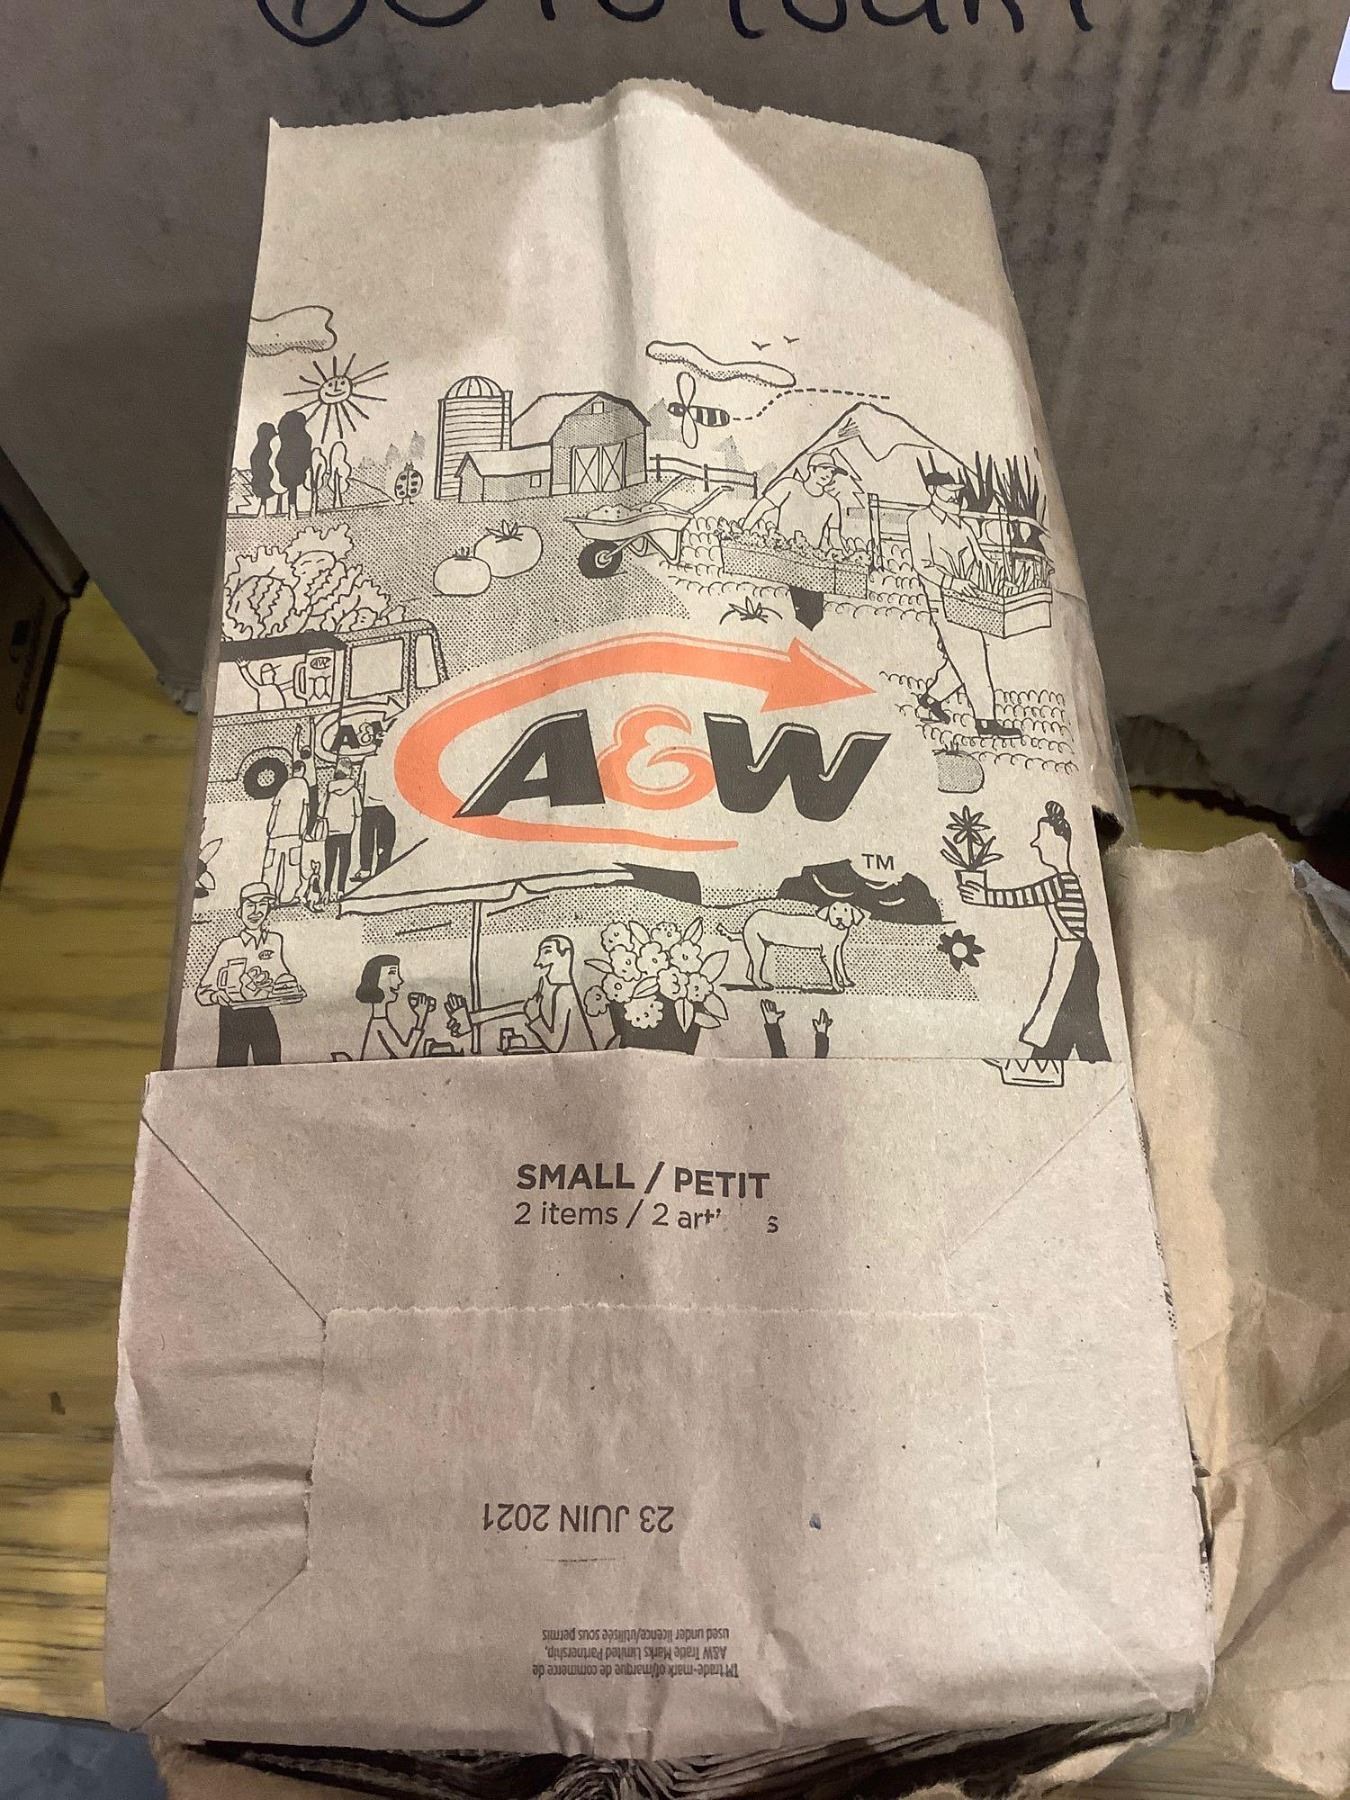 A&W
A&W
A&W
TM
SMALL / PETIT
2 items / 2
23 JUIN 2021
TM trade-mark of/marque de commerce de
A&W Trade Marks Limited Partnership,
used under licence/utilisée sous permis